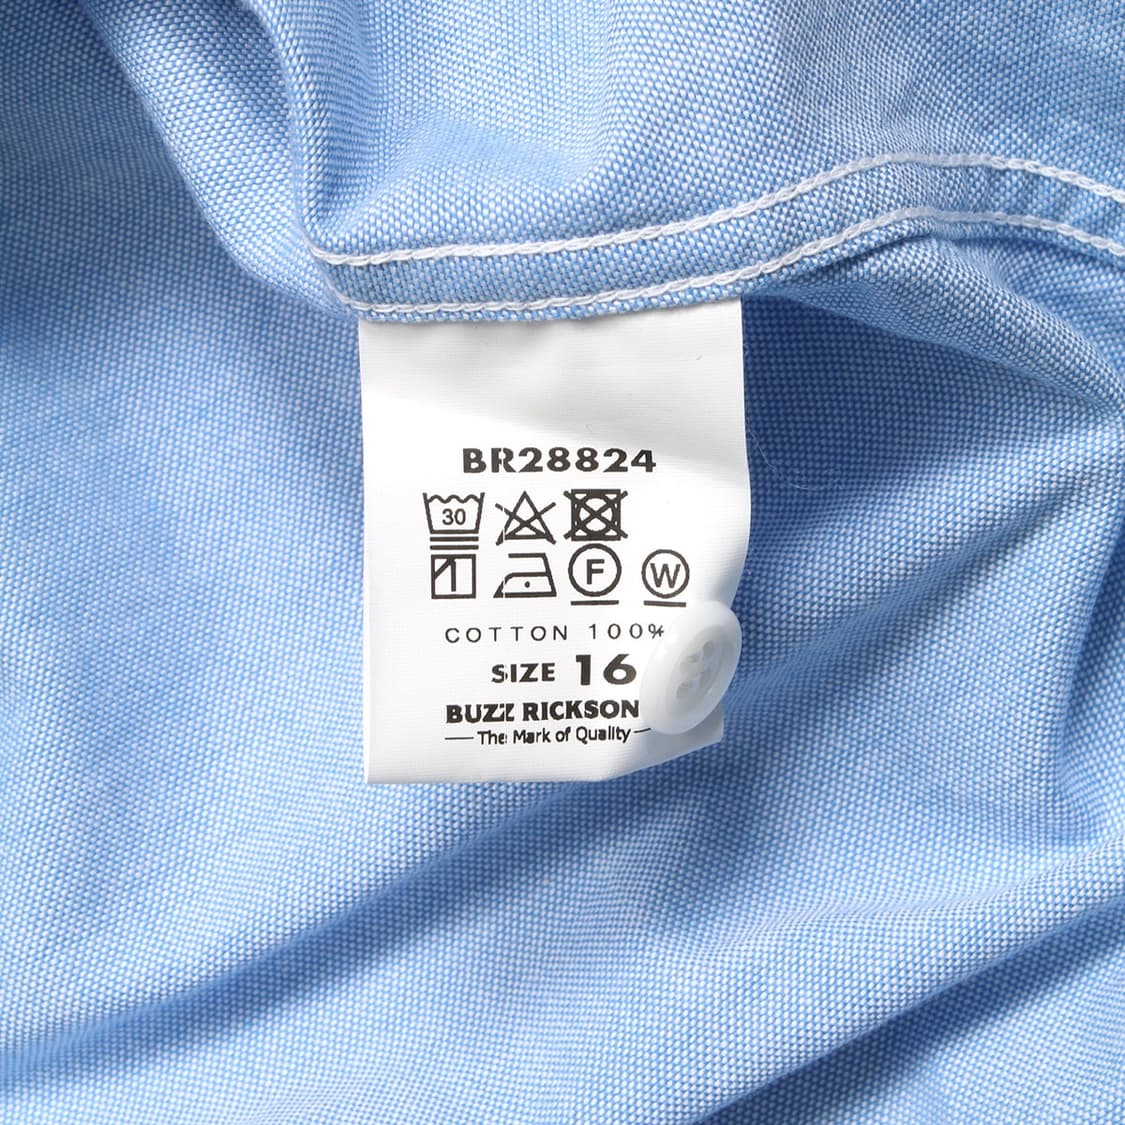 BR28824
30
F W
COTTON 100%
SIZE 16
BUZZ RICKSON
The Mark of Quality